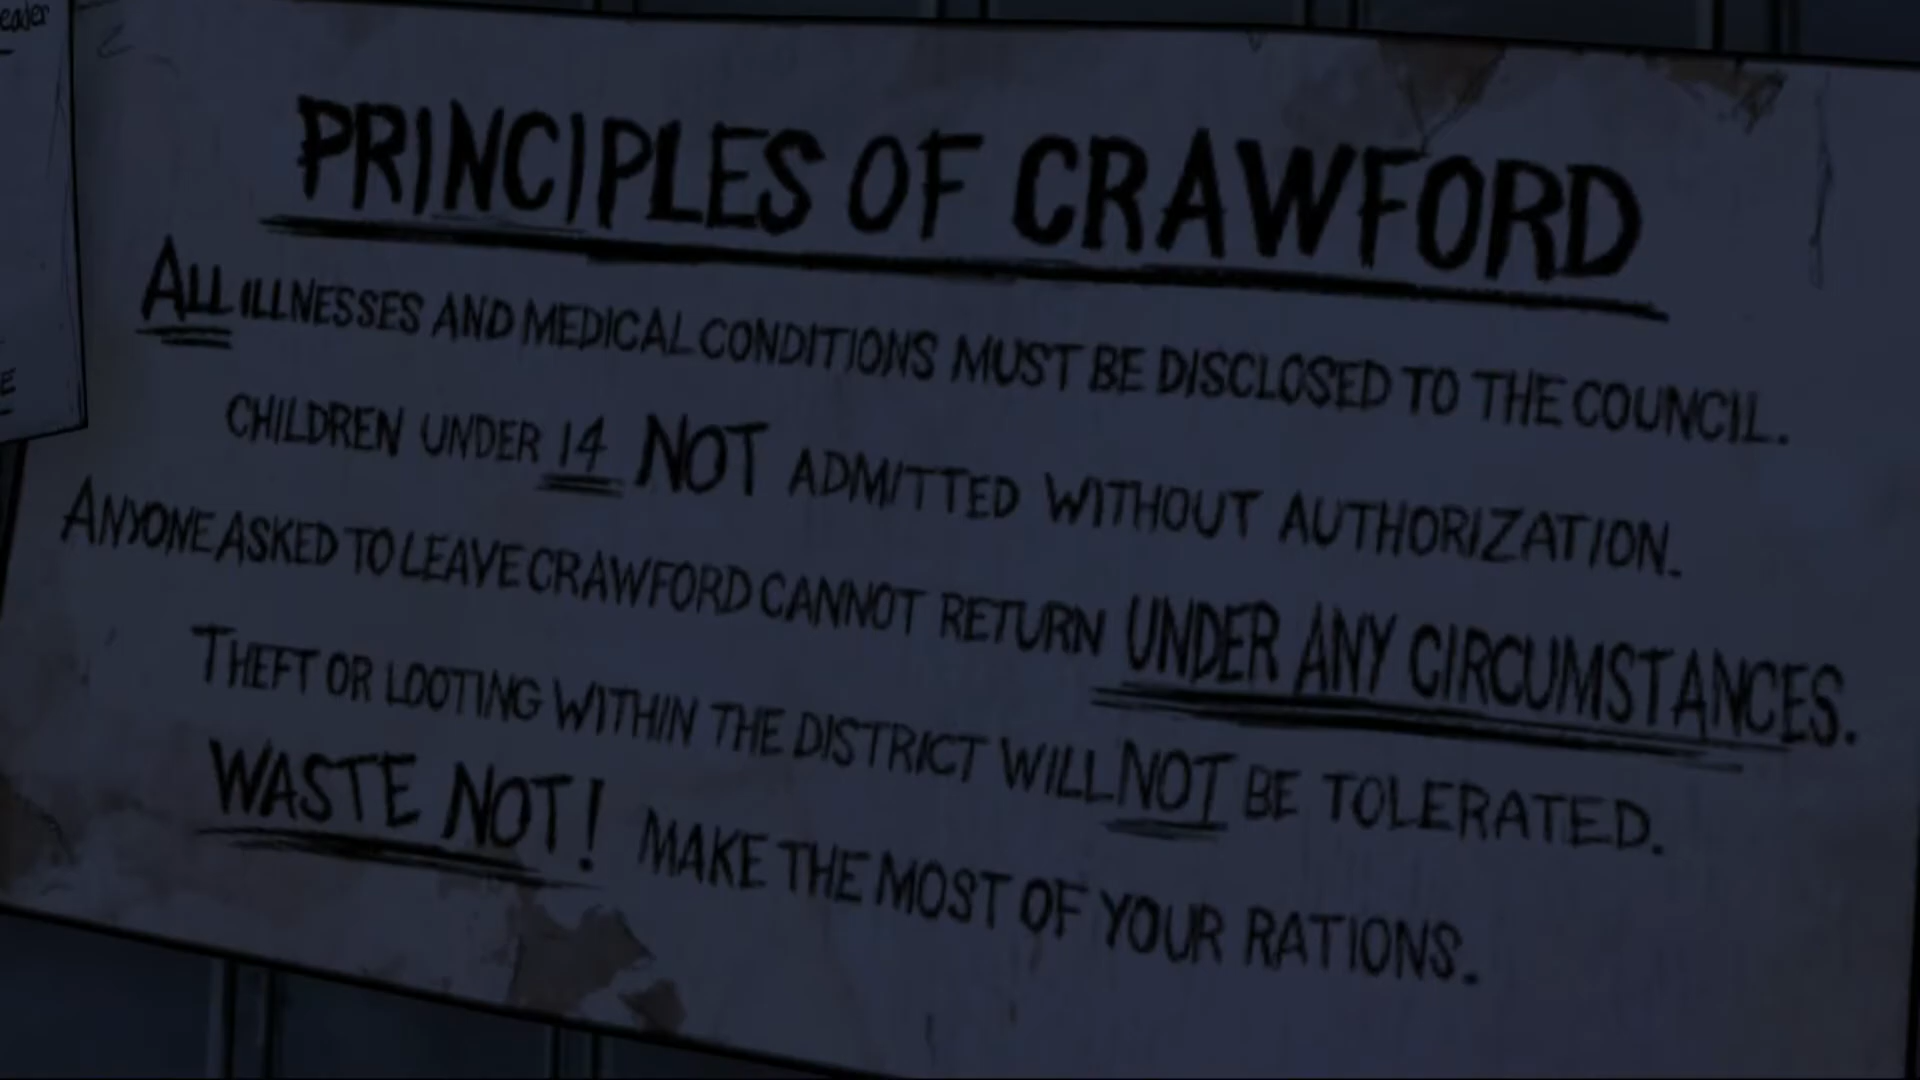 eader
E
PRINCIPLES OF CRAWFORD
ALL ILLNESSES AND MEDICAL CONDITIONS MUST BE DISCLOSED TO THE COUNCIL.
CHILDREN UNDER 14 NOT ADMITTED WITHOUT AUTHORIZATION.
ANYONE ASKED TO LEAVE CRAWFORD CANNOT RETURN UNDER ANY CIRCUMSTANCES.
THEFT OR LOOTING WITHIN THE DISTRICT WILL NOT BE TOLERATED.
WASTE NOT! MAKE THE MOST OF YOUR RATIONS.